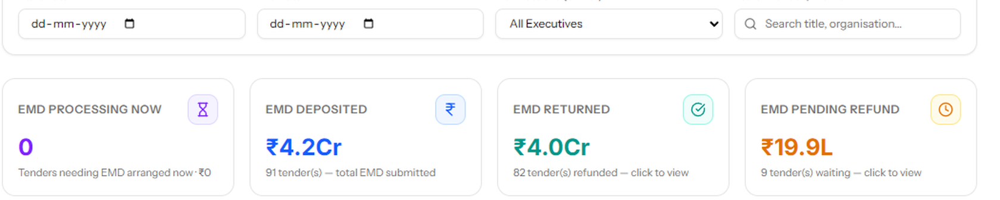 dd-mm-yyyy
dd-mm-yyyy
All Executives
Search title, organisation...
EMD PROCESSING NOW
0
Tenders needing EMD arranged now · ₹0
EMD DEPOSITED
₹
₹4.2Cr
91 tender(s) — total EMD submitted
EMD RETURNED
₹4.0Cr
82 tender(s) refunded — click to view
EMD PENDING REFUND
₹19.9L
9 tender(s) waiting — click to view